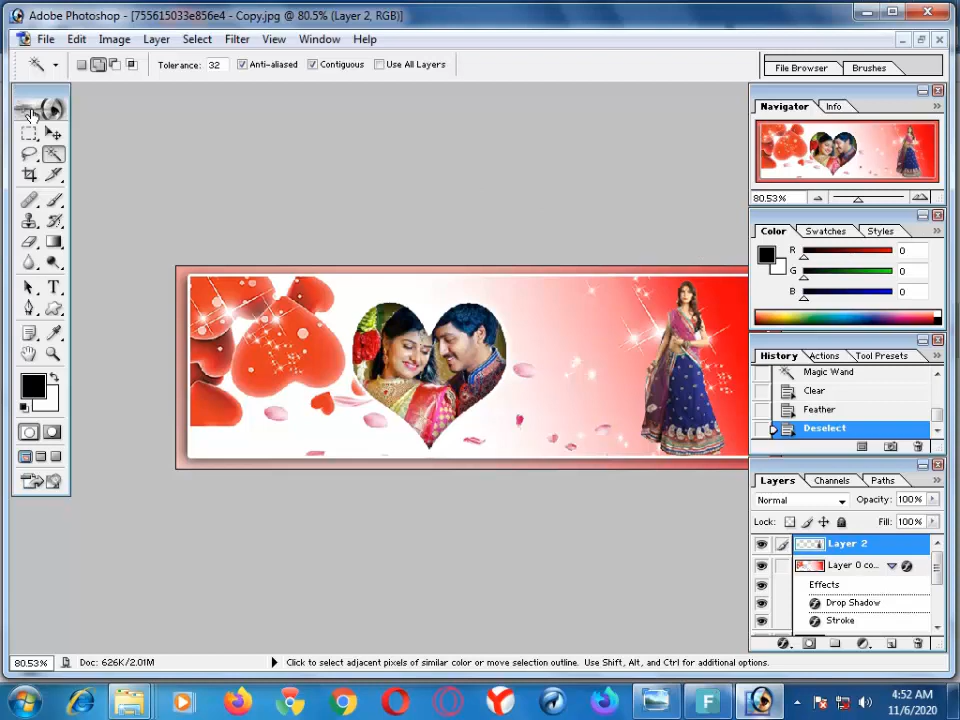 Adobe Photoshop - [755615033e856e4 - Copy.jpg @ 80.5% (Layer 2, RGB)]
File Edit Image Layer Select Filter View Window Help
Tolerance: 32 Anti-aliased Contiguous Use All Layers File Browser Brushes
Navigator Info
80.53%
Color Swatches Styles
R 0
G 0
B 0
History Actions Tool Presets
Magic Wand
Clear
Feather
Deselect
Layers Channels Paths
Normal Opacity: 100%
Lock: Fill: 100%
Layer 2
Layer 0 co...
Effects
Drop Shadow
Stroke
80.53% Doc: 626K/2.01M Click to select adjacent pixels of similar color or move selection outline. Use Shift, Alt, and Ctrl for additional options.
F
4:52 AM
11/6/2020